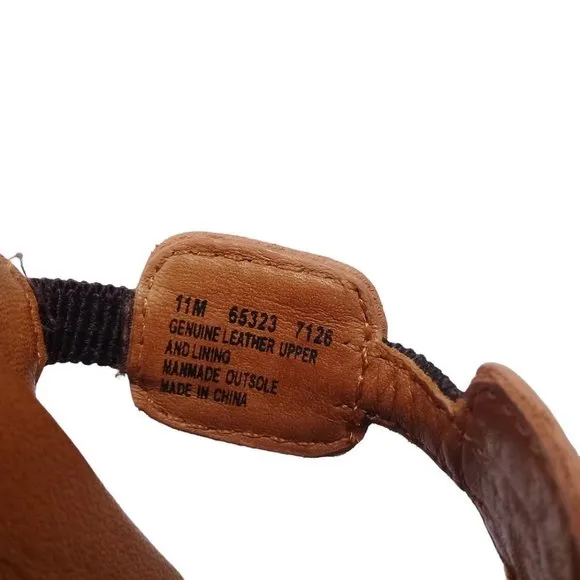 11M 65323 7126
GENUINE LEATHER UPPER
AND LINING
MANMADE OUTSOLE
MADE IN CHINA